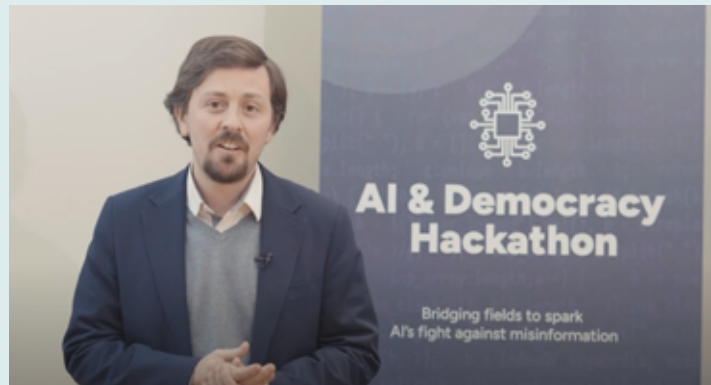 AI & Democracy
Hackathon
Bridging fields to spark
AI's fight against misinformation